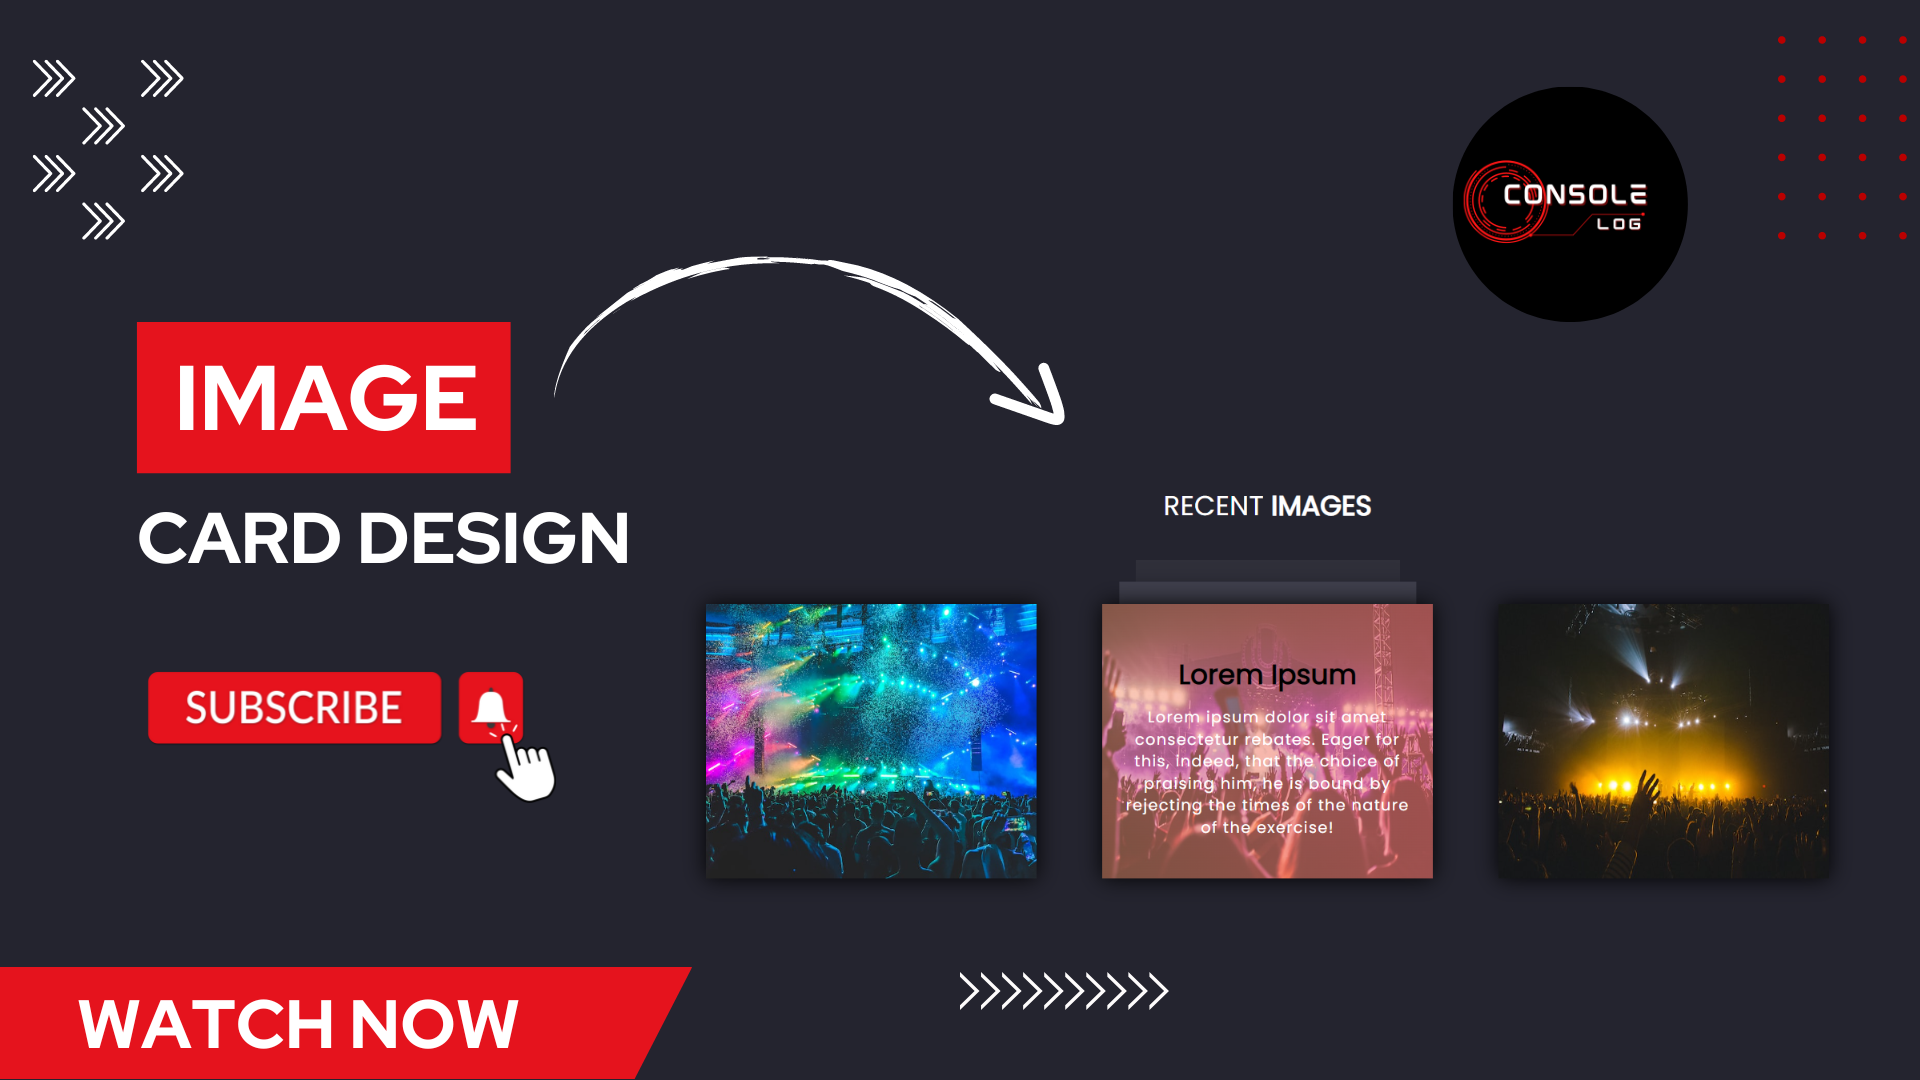 CONSOLE
LOG
IMAGE
CARD DESIGN
RECENT IMAGES
Lorem Ipsum
Lorem ipsum dolor sit amet
consectetur rebates. Eager for
this, indeed, that the choice of
praising him, he is bound by
rejecting the times of the nature
of the exercise!
SUBSCRIBE
WATCH NOW